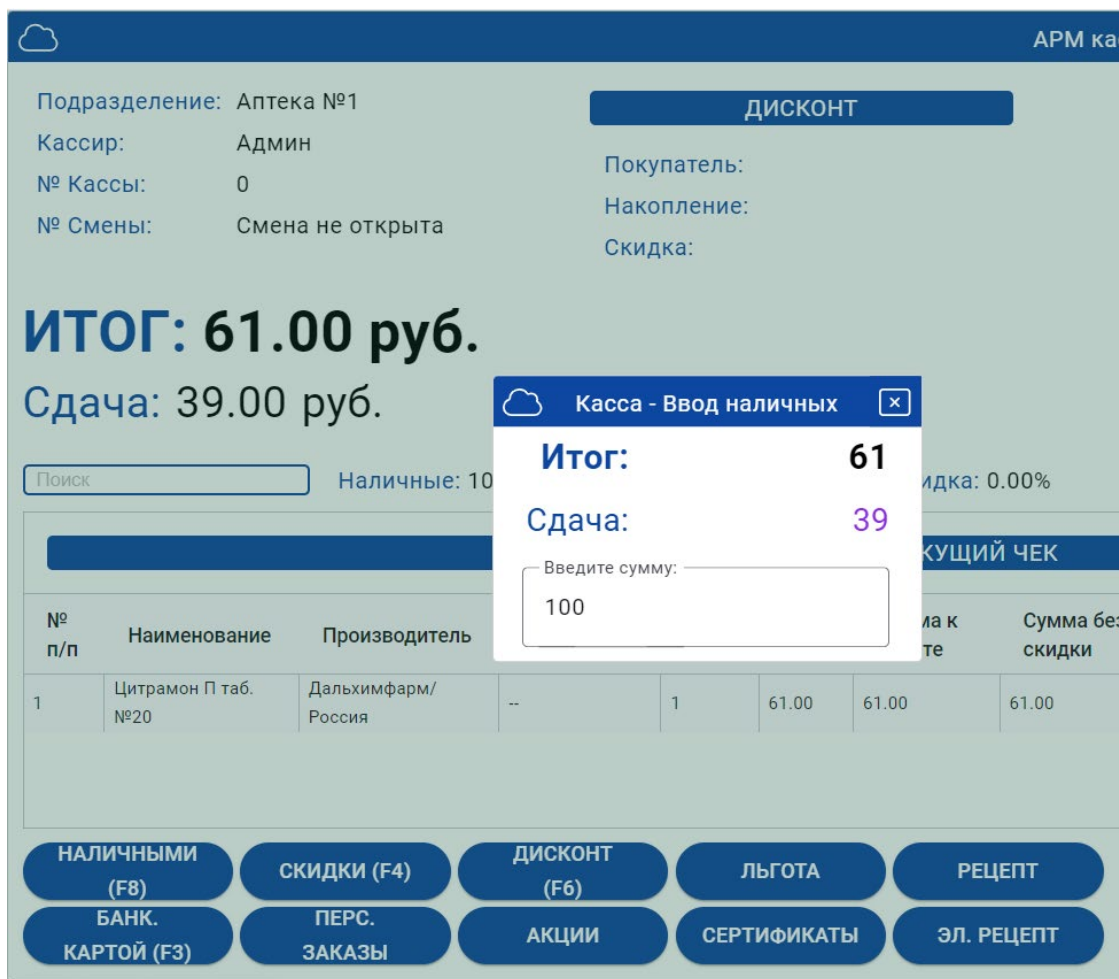 АРМ ка
Подразделение: Аптека №1
Кассир: Админ
№ Кассы: 0
№ Смены: Смена не открыта
ДИСКОНТ
Покупатель:
Накопление:
Скидка:
ИТОГ: 61.00 руб.
Сдача: 39.00 руб.
Касса - Ввод наличных
Итог: 61
Сдача: 39
Введите сумму:
100
Поиск
Наличные: 10
идка: 0.00%
КУЩИЙ ЧЕК
№ п/п
Наименование
Производитель
ма к
те
Сумма без
скидки
1 Цитрамон П таб. №20 Дальхимфарм/ Россия -- 1 61.00 61.00 61.00
НАЛИЧНЫМИ (F8)
СКИДКИ (F4)
ДИСКОНТ (F6)
ЛЬГОТА
РЕЦЕПТ
БАНК. КАРТОЙ (F3)
ПЕРС. ЗАКАЗЫ
АКЦИИ
СЕРТИФИКАТЫ
ЭЛ. РЕЦЕПТ